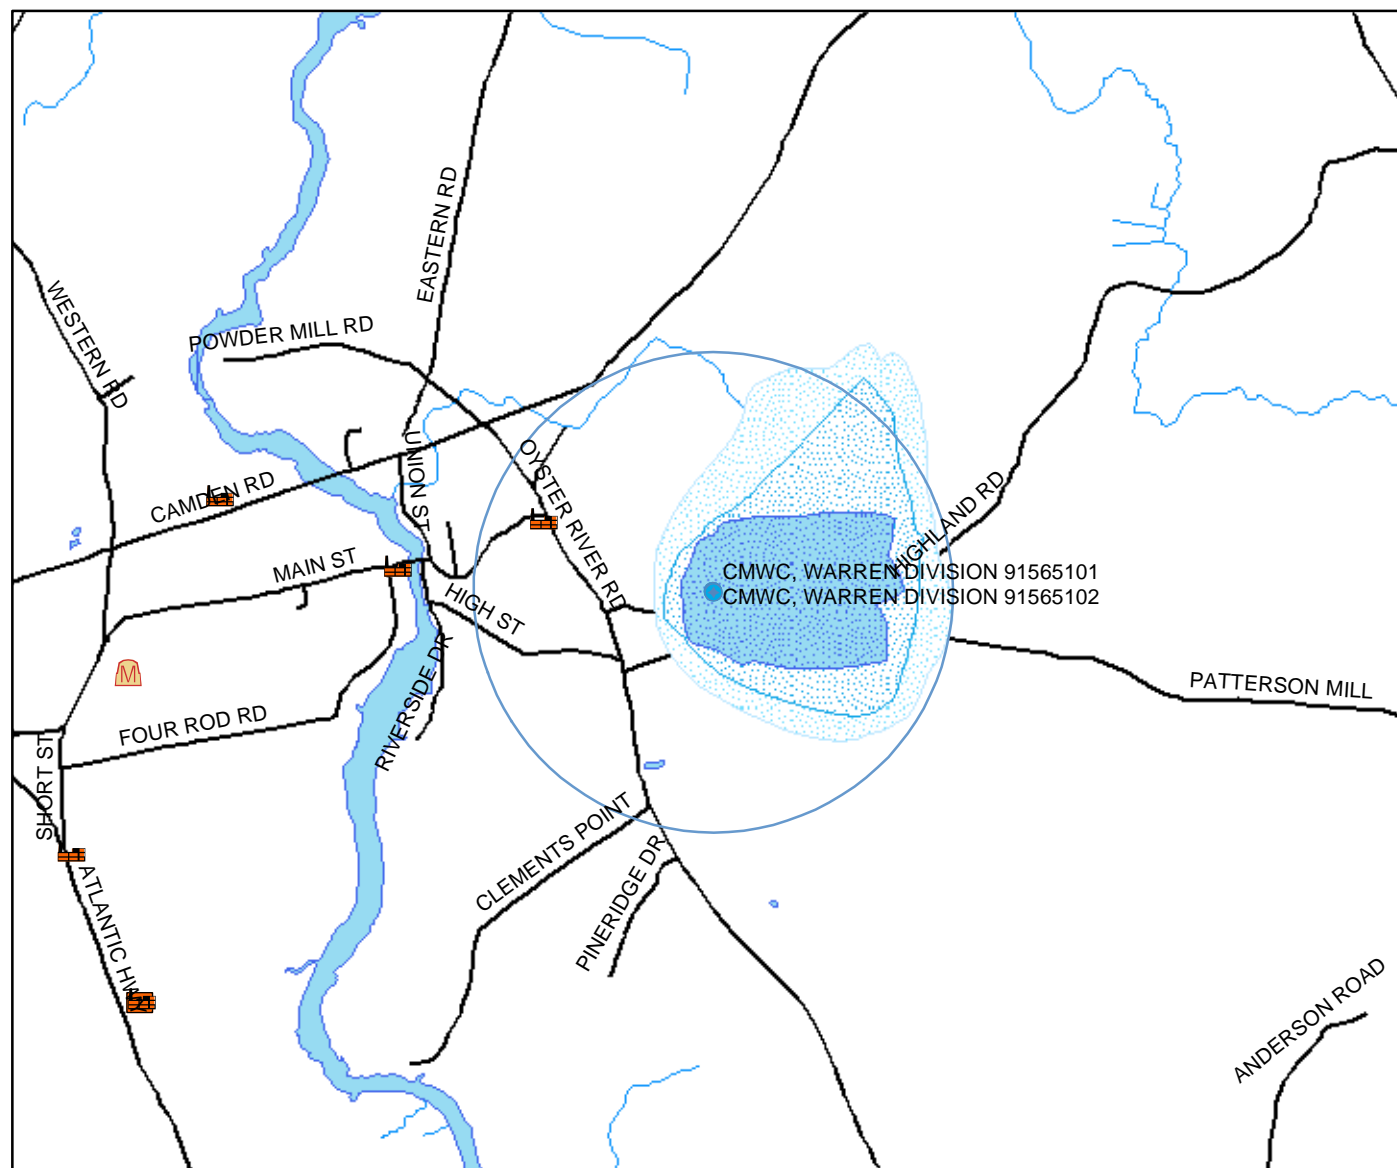 EASTERN RD
WESTERN RD
POWDER MILL RD
UNION ST
OYSTER RIVER RD
CAMDEN RD
HIGHLAND RD
MAIN ST
CMWC, WARREN DIVISION 91565101
CMWC, WARREN DIVISION 91565102
HIGH ST
M
RIVERSIDE DR
PATTERSON MILL
FOUR ROD RD
SHORT ST
CLEMENTS POINT
PINERIDGE DR
ATLANTIC HWY
ANDERSON ROAD